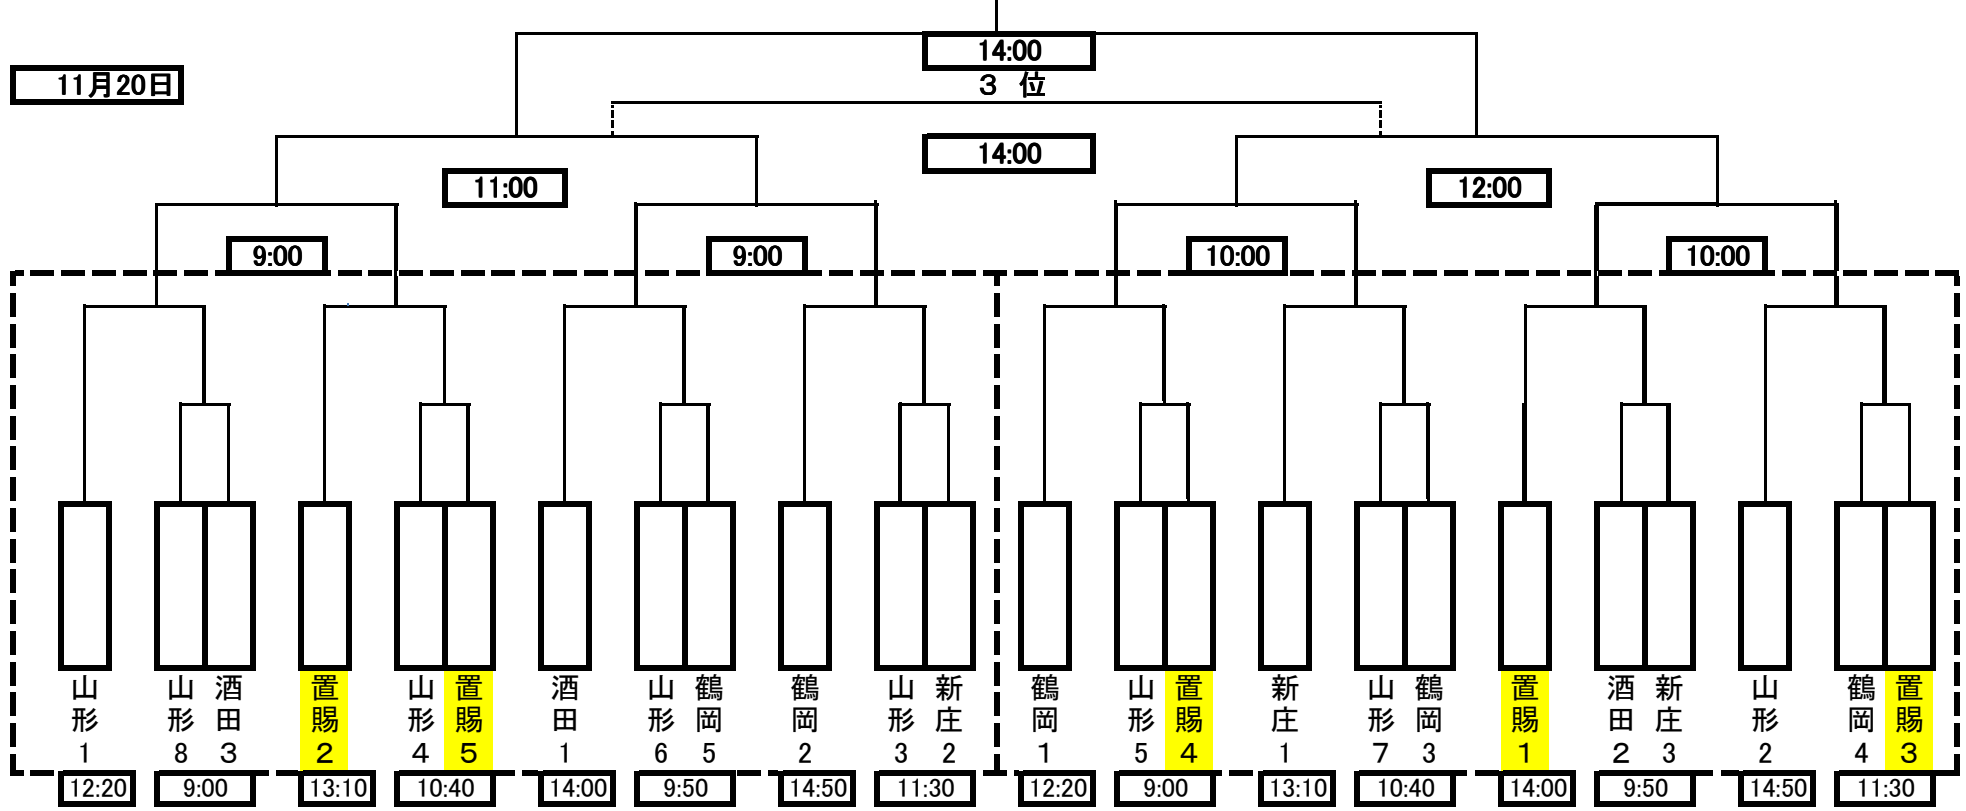 14:00
11月20日
３ 位
14:00
11:00
12:00
9:00
9:00
10:00
10:00
山形1
山形8
酒田３
置賜２
山形４
置賜５
酒田1
山形6
鶴岡5
鶴岡2
山形3
新庄2
鶴岡1
山形5
置賜４
新庄1
山形７
鶴岡3
置賜１
酒田２
新庄3
山形2
鶴岡4
置賜３
12:20
9:00
13:10
10:40
14:00
9:50
14:50
11:30
12:20
9:00
13:10
10:40
14:00
9:50
14:50
11:30